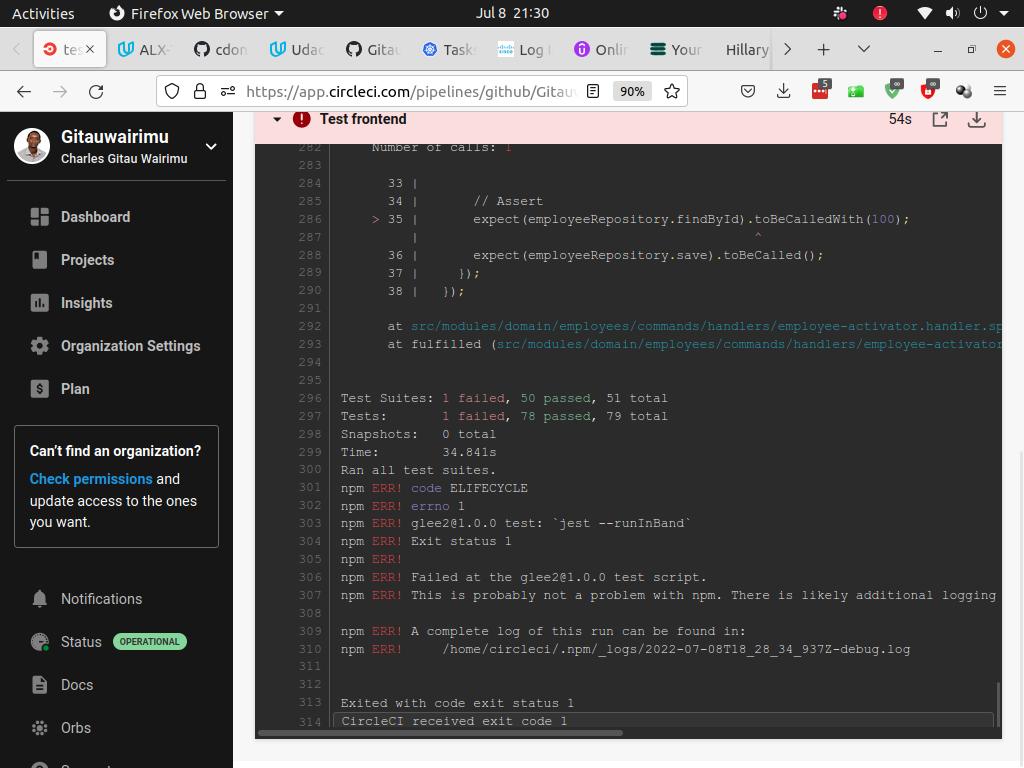 Activities
Firefox Web Browser
Jul 8 21:30
tes
ALX-
cdon
Udac
Gitau
Tasks
Log
Onli
Your
Hillary
https://app.circleci.com/pipelines/github/Gitauw
90%
5
Gitauwairimu
Charles Gitau Wairimu
Dashboard
Projects
Insights
Organization Settings
Plan
Can't find an organization?
Check permissions and
update access to the ones
you want.
Notifications
Status OPERATIONAL
Docs
Orbs
Test frontend
54s
282 Number of calls: 1
283
284 33 |
285 34 | // Assert
286 > 35 | expect(employeeRepository.findById).toBeCalledWith(100);
287 | ^
288 36 | expect(employeeRepository.save).toBeCalled();
289 37 | });
290 38 | });
291
292 at src/modules/domain/employees/commands/handlers/employee-activator.handler.sp
293 at fulfilled (src/modules/domain/employees/commands/handlers/employee-activator
294
295
296 Test Suites: 1 failed, 50 passed, 51 total
297 Tests: 1 failed, 78 passed, 79 total
298 Snapshots: 0 total
299 Time: 34.841s
300 Ran all test suites.
301 npm ERR! code ELIFECYCLE
302 npm ERR! errno 1
303 npm ERR! glee2@1.0.0 test: `jest --runInBand`
304 npm ERR! Exit status 1
305 npm ERR!
306 npm ERR! Failed at the glee2@1.0.0 test script.
307 npm ERR! This is probably not a problem with npm. There is likely additional logging
308
309 npm ERR! A complete log of this run can be found in:
310 npm ERR! /home/circleci/.npm/_logs/2022-07-08T18_28_34_937Z-debug.log
311
312
313 Exited with code exit status 1
314 CircleCI received exit code 1